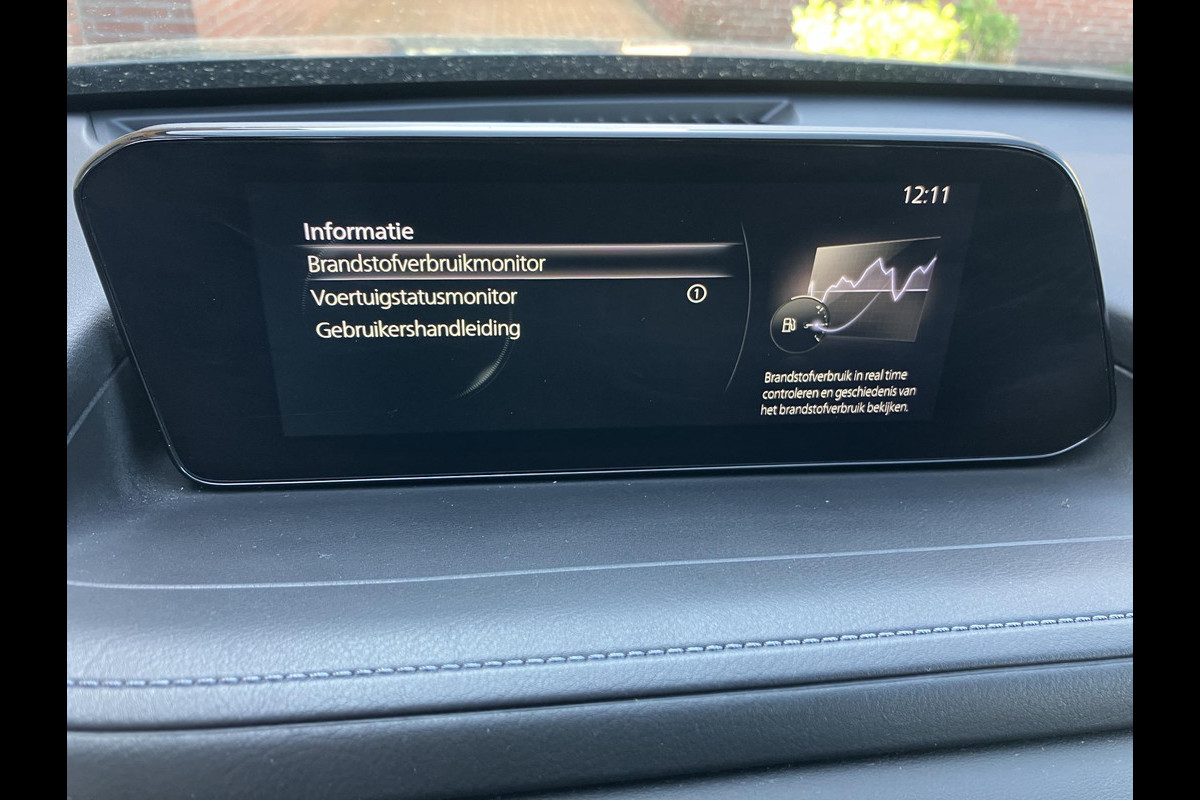 12:11
Informatie
Brandstofverbruikmonitor
Voertuigstatusmonitor 1
Gebruikershandleiding
Brandstofverbruik in real time
controleren en geschiedenis van
het brandstofverbruik bekijken.